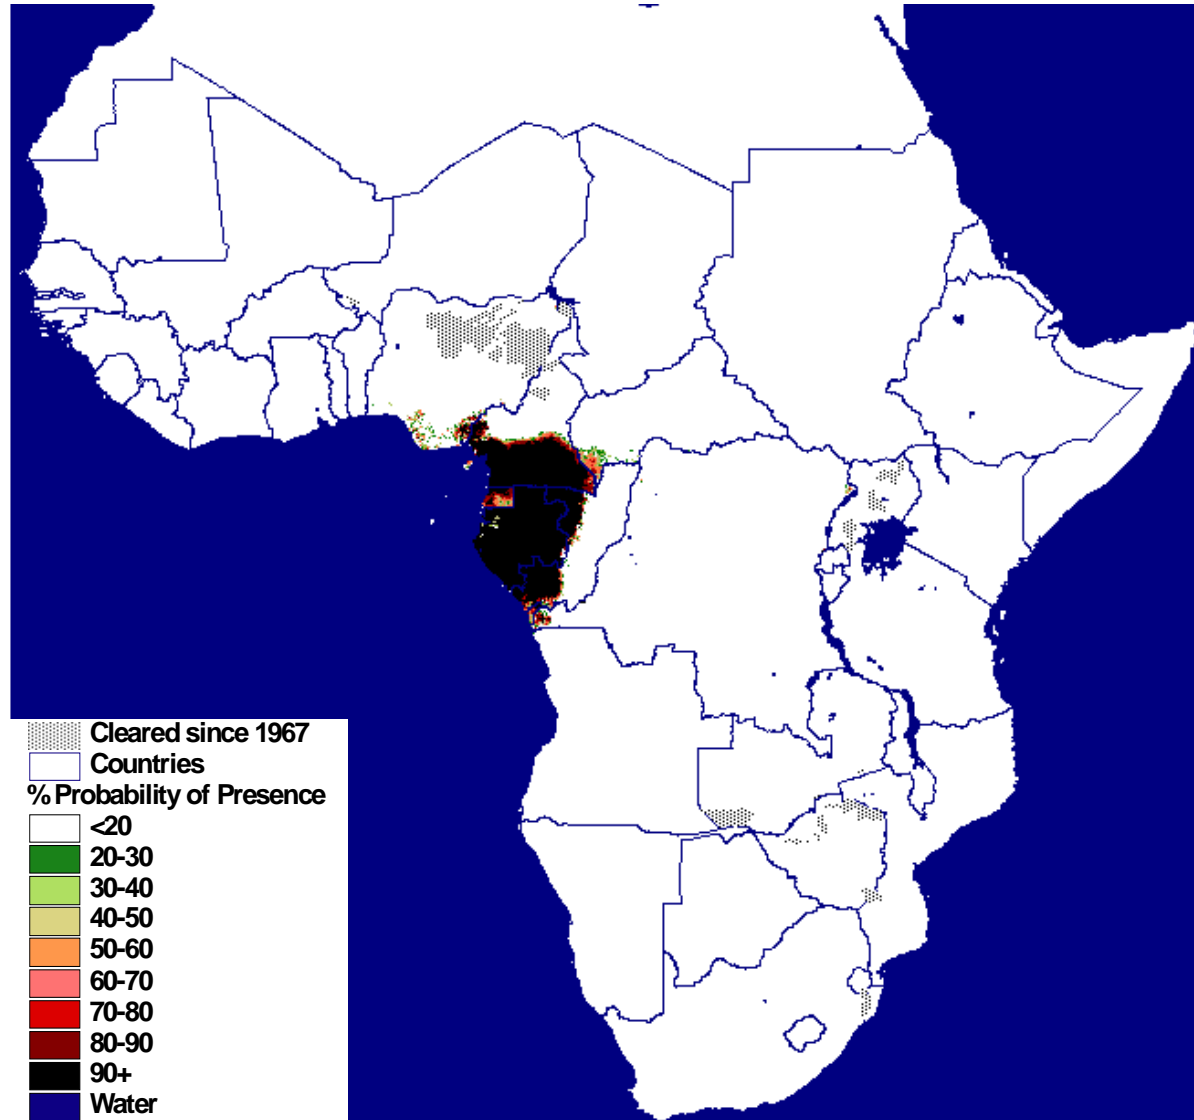 Cleared since 1967
Countries
% Probability of Presence
<20
20-30
30-40
40-50
50-60
60-70
70-80
80-90
90+
Water